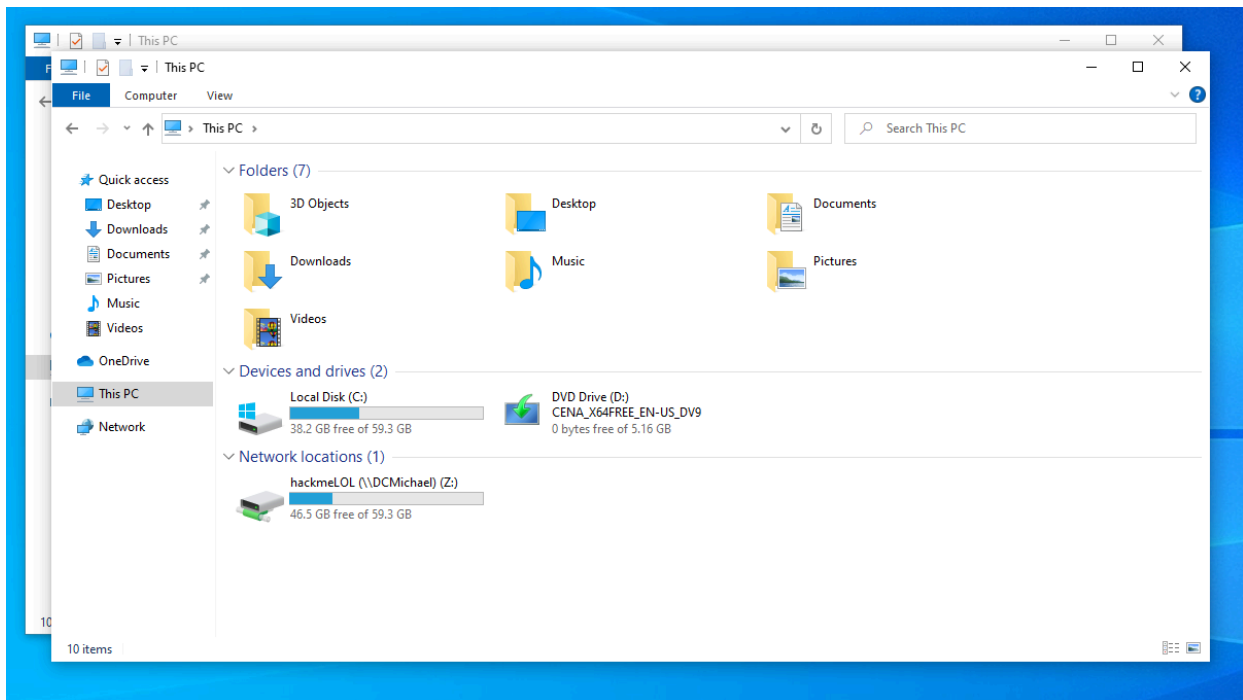 This PC
This PC
File Computer View
This PC
Search This PC
Quick access
Desktop
Downloads
Documents
Pictures
Music
Videos
OneDrive
This PC
Network
Folders (7)
3D Objects
Desktop
Documents
Downloads
Music
Pictures
Videos
Devices and drives (2)
Local Disk (C:)
38.2 GB free of 59.3 GB
DVD Drive (D:)
CENA_X64FREE_EN-US_DV9
0 bytes free of 5.16 GB
Network locations (1)
hackmeLOL (\\DCMichael) (Z:)
46.5 GB free of 59.3 GB
10
10 items